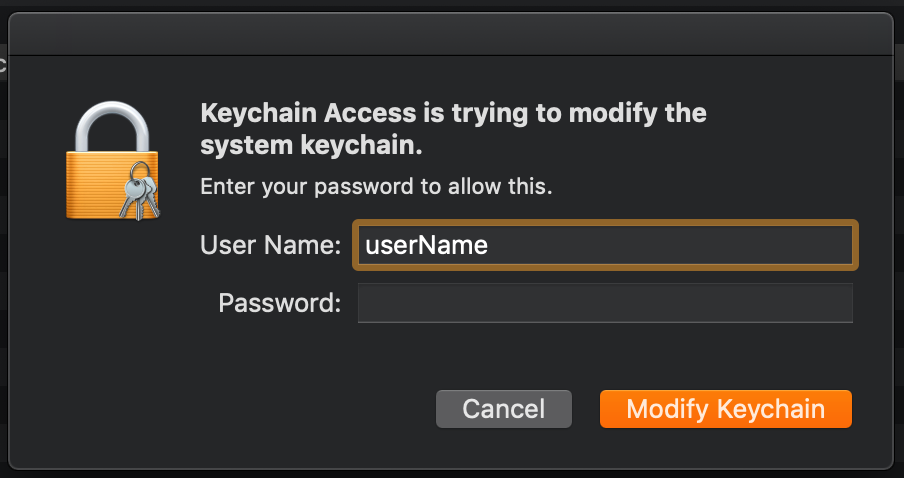 Keychain Access is trying to modify the
system keychain.
Enter your password to allow this.
User Name: userName
Password:
Cancel Modify Keychain